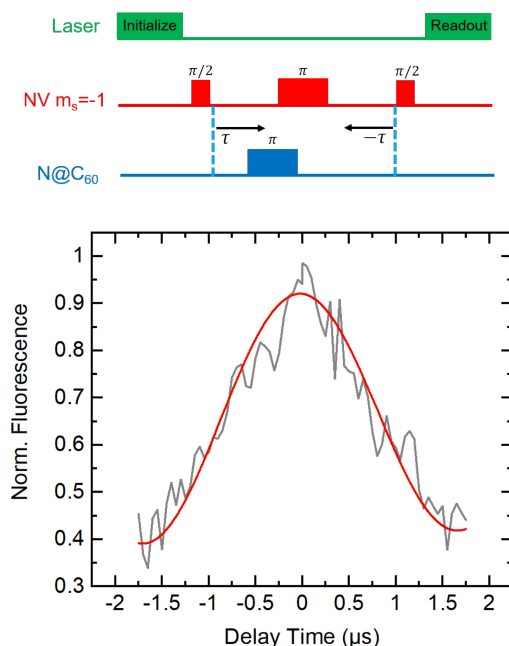 Laser Initialize Readout
π/2 π π/2
NV mₛ=-1
τ -τ
π
N@C₆₀
1
0.9
0.8
0.7
0.6
0.5
0.4
0.3
Norm. Fluorescence
-2 -1.5 -1 -0.5 0 0.5 1 1.5 2
Delay Time (µs)